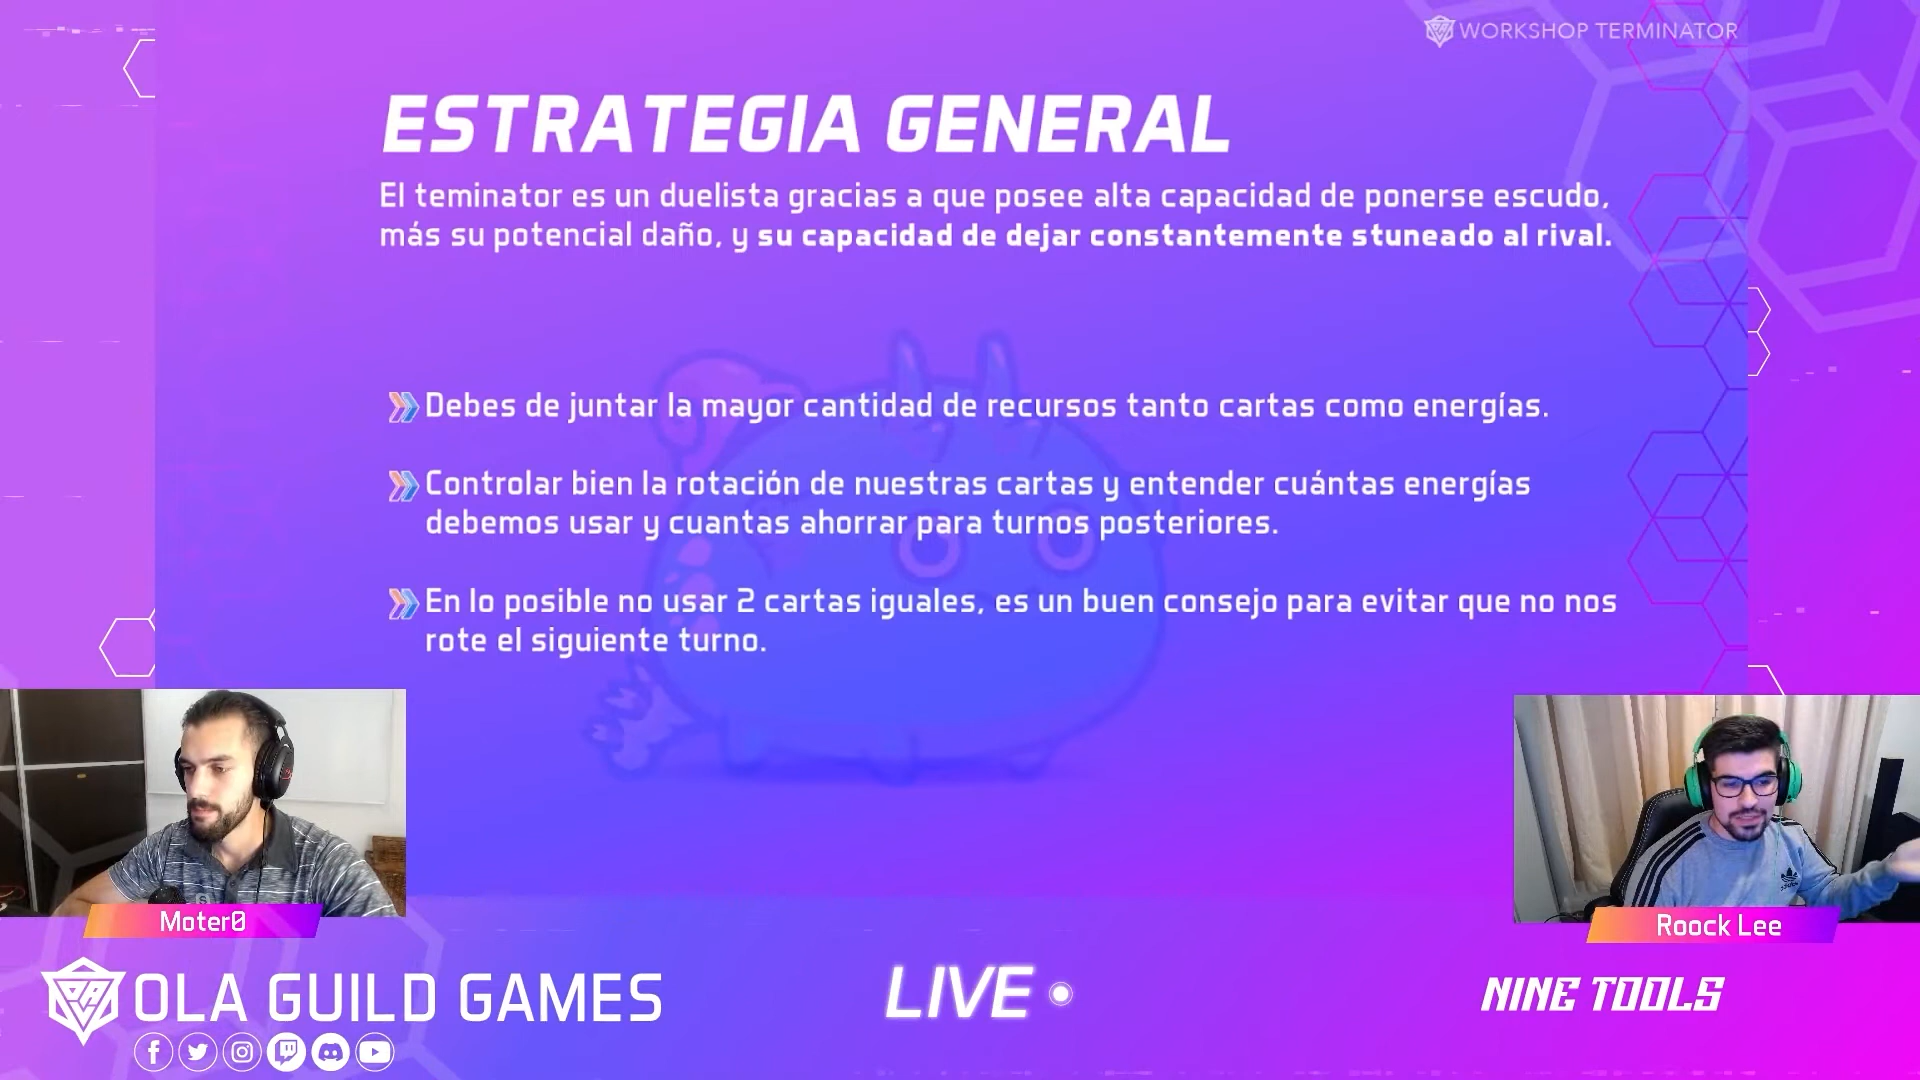 WORKSHOP TERMINATOR
ESTRATEGIA GENERAL
El teminator es un duelista gracias a que posee alta capacidad de ponerse escudo,
más su potencial daño, y su capacidad de dejar constantemente stuneado al rival.
Debes de juntar la mayor cantidad de recursos tanto cartas como energías.
Controlar bien la rotación de nuestras cartas y entender cuántas energías
debemos usar y cuantas ahorrar para turnos posteriores.
En lo posible no usar 2 cartas iguales, es un buen consejo para evitar que no nos
rote el siguiente turno.
Moter0
Roock Lee
OLA GUILD GAMES
LIVE
NINE TOOLS